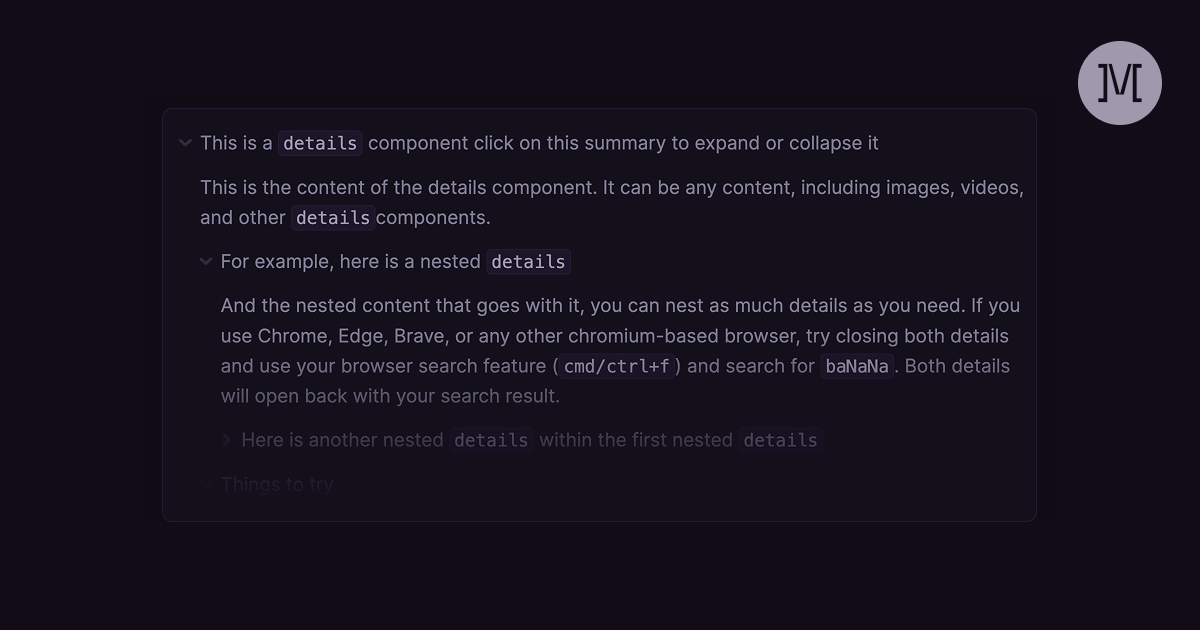 ]M[
This is a details component click on this summary to expand or collapse it
This is the content of the details component. It can be any content, including images, videos,
and other details components.
For example, here is a nested details
And the nested content that goes with it, you can nest as much details as you need. If you
use Chrome, Edge, Brave, or any other chromium-based browser, try closing both details
and use your browser search feature ( cmd/ctrl+f ) and search for baNaNa . Both details
will open back with your search result.
Here is another nested details within the first nested details
Things to try